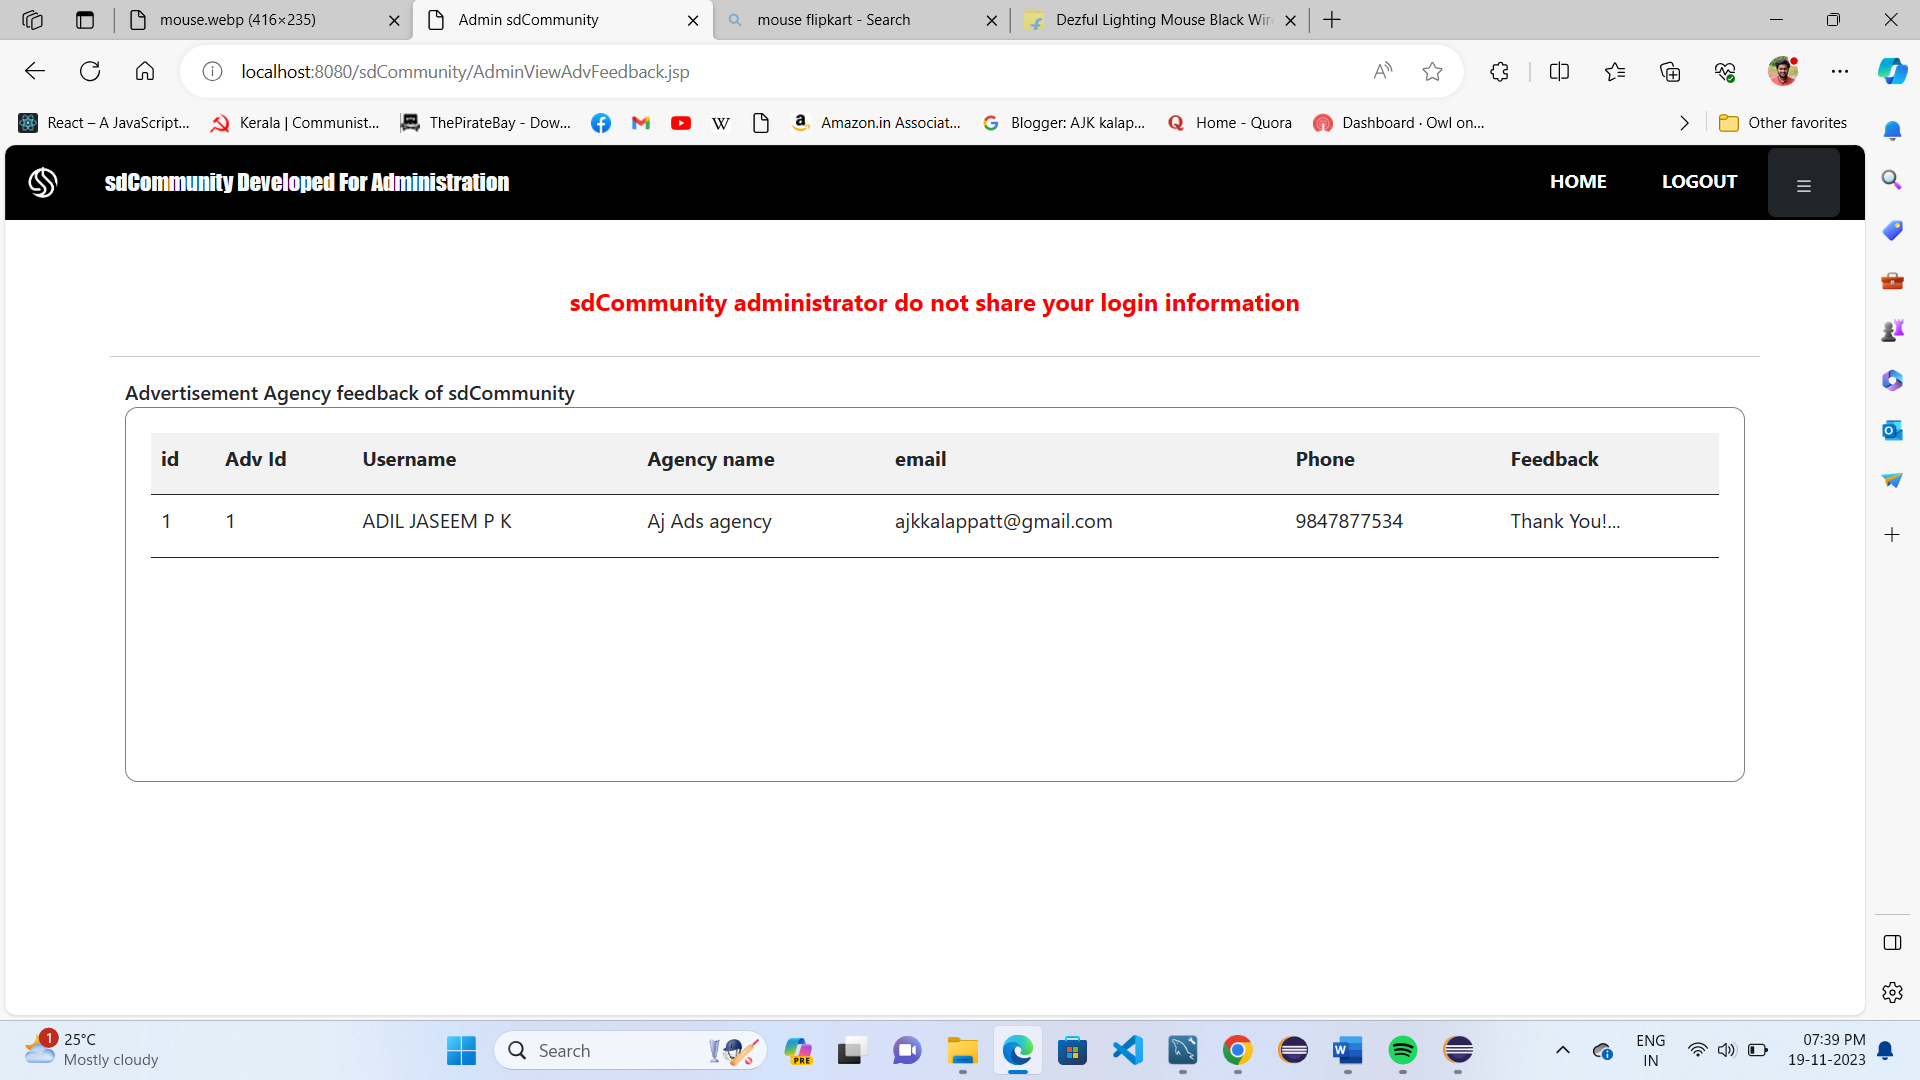 mouse.webp (416×235)
Admin sdCommunity
mouse flipkart - Search
Dezful Lighting Mouse Black Wir
localhost:8080/sdCommunity/AdminViewAdvFeedback.jsp
React – A JavaScript...
Kerala | Communist...
ThePirateBay - Dow...
Amazon.in Associat...
Blogger: AJK kalap...
Home - Quora
Dashboard · Owl on...
Other favorites
sdCommunity Developed For Administration
HOME
LOGOUT
sdCommunity administrator do not share your login information
Advertisement Agency feedback of sdCommunity
id Adv Id Username Agency name email Phone Feedback
1 1 ADIL JASEEM P K Aj Ads agency ajkkalappatt@gmail.com 9847877534 Thank You!...
1
25°C
Mostly cloudy
Search
PRE
ENG
IN
07:39 PM
19-11-2023